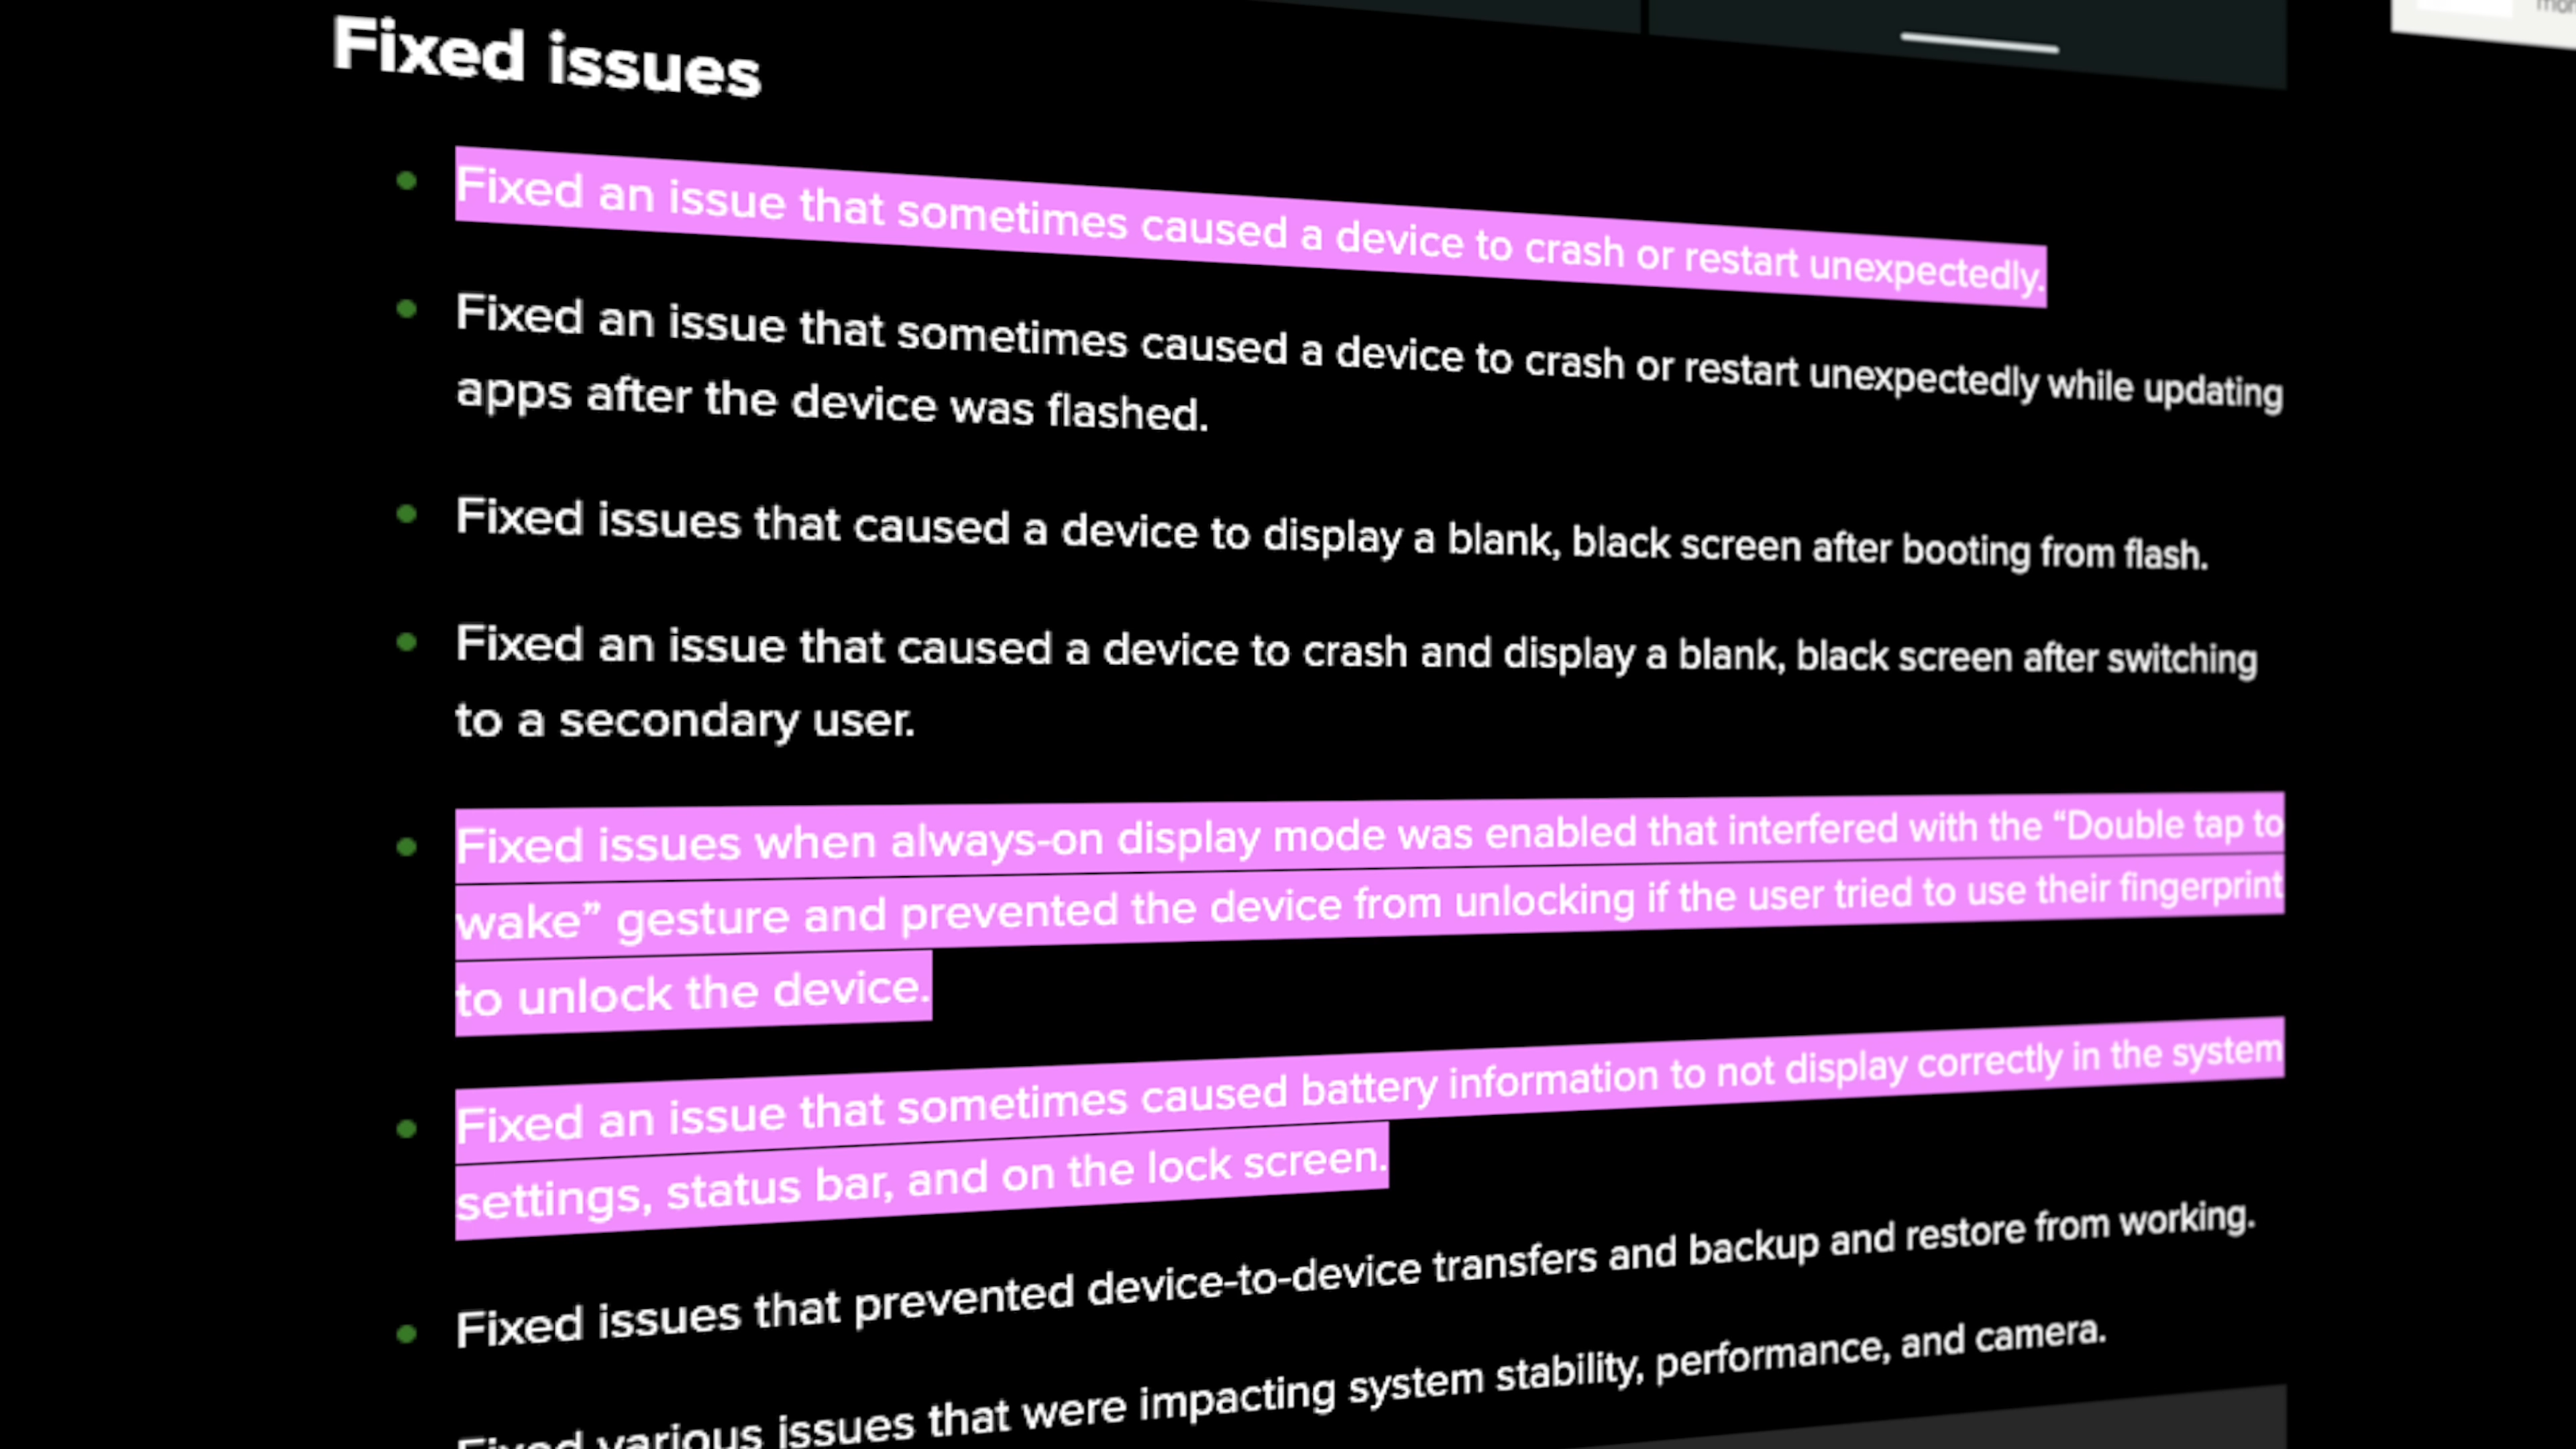 Fixed issues
Fixed an issue that sometimes caused a device to crash or restart unexpectedly.
Fixed an issue that sometimes caused a device to crash or restart unexpectedly while updating
apps after the device was flashed.
Fixed issues that caused a device to display a blank, black screen after booting from flash.
Fixed an issue that caused a device to crash and display a blank, black screen after switching
to a secondary user.
Fixed issues when always-on display mode was enabled that interfered with the “Double tap to
wake” gesture and prevented the device from unlocking if the user tried to use their fingerprint
to unlock the device.
Fixed an issue that sometimes caused battery information to not display correctly in the system
settings, status bar, and on the lock screen.
Fixed issues that prevented device-to-device transfers and backup and restore from working.
Fixed various issues that were impacting system stability, performance, and camera.